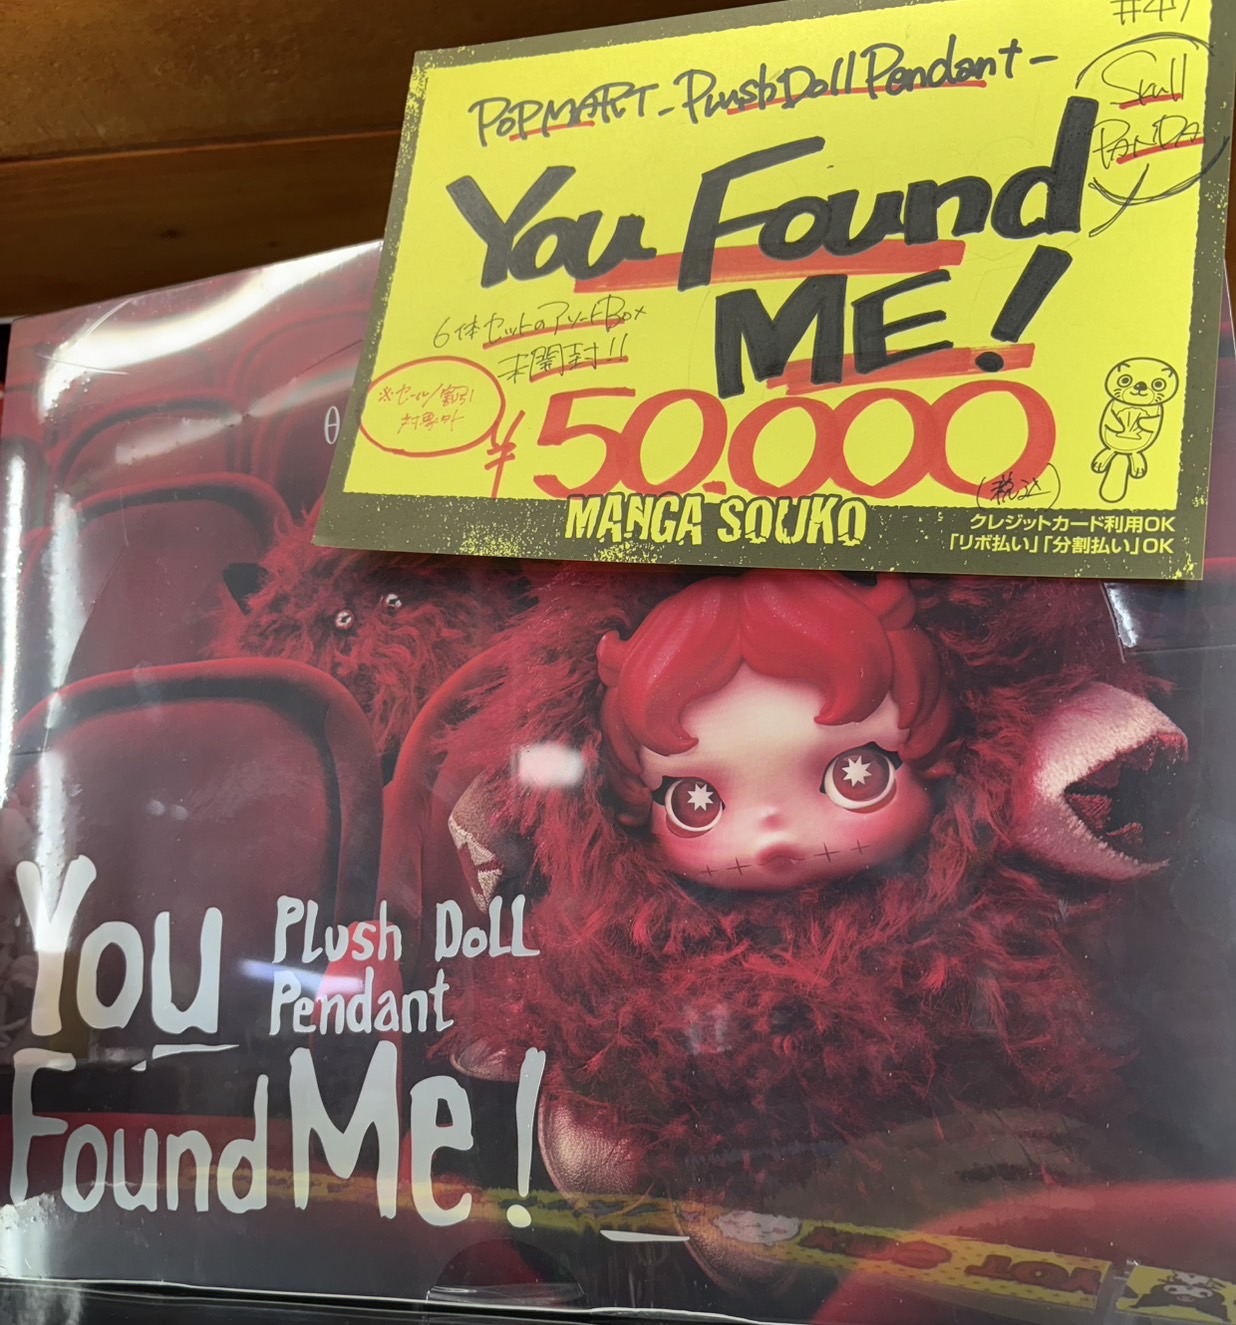 POPMART-Plush Doll Pendant-
Skull
PANDA
You Found
ME!
6体セットのアソートBox
未開封!!
※セール/割引
対象外
¥50.000
(税込)
MANGA SOUKO
クレジットカード利用OK
「リボ払い」「分割払い」OK
You
Plush Doll
Pendant
Found Me!